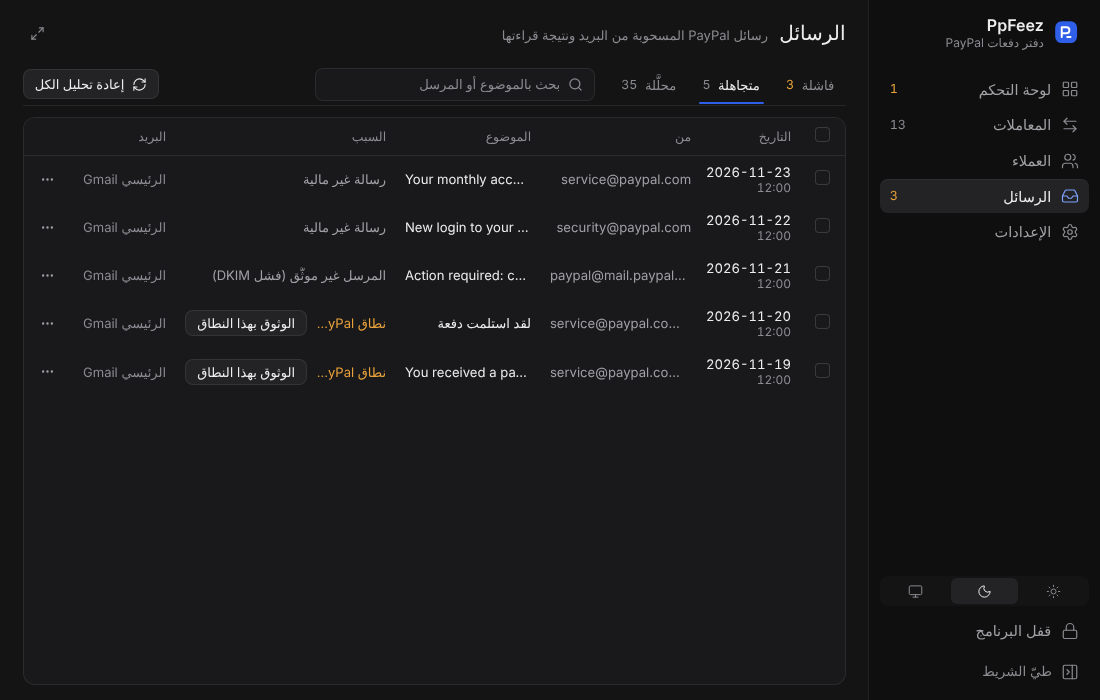 PpFeez
دفتر دفعات PayPal
لوحة التحكم 1
المعاملات 13
العملاء
الرسائل 3
الإعدادات
قفل البرنامج
طيّ الشريط
الرسائل رسائل PayPal المسحوبة من البريد ونتيجة قراءتها
فاشلة 3 متجاهلة 5 محلَّلة 35 بحث بالموضوع أو المرسل إعادة تحليل الكل
التاريخ من الموضوع السبب البريد
2026-11-23 service@paypal.com Your monthly acc... رسالة غير مالية الرئيسي Gmail
12:00
2026-11-22 security@paypal.com New login to your ... رسالة غير مالية الرئيسي Gmail
12:00
2026-11-21 paypal@mail.paypal... Action required: c... المرسل غير موثَّق (فشل DKIM) الرئيسي Gmail
12:00
2026-11-20 service@paypal.co... لقد استلمت دفعة نطاق yPal... الوثوق بهذا النطاق الرئيسي Gmail
12:00
2026-11-19 service@paypal.co... You received a pa... نطاق yPal... الوثوق بهذا النطاق الرئيسي Gmail
12:00